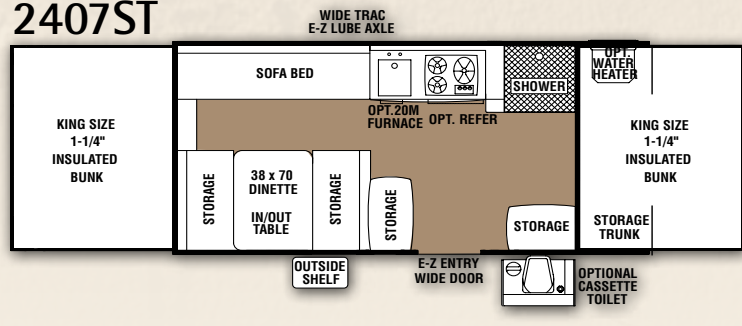 2407ST
WIDE TRAC
E-Z LUBE AXLE
KING SIZE
1-1/4"
INSULATED
BUNK
SOFA BED
OPT.20M
FURNACE
OPT. REFER
SHOWER
OPT.
WATER
HEATER
KING SIZE
1-1/4"
INSULATED
BUNK
STORAGE
38 x 70
DINETTE
IN/OUT
TABLE
STORAGE
STORAGE
STORAGE
STORAGE
TRUNK
OUTSIDE
SHELF
E-Z ENTRY
WIDE DOOR
OPTIONAL
CASSETTE
TOILET